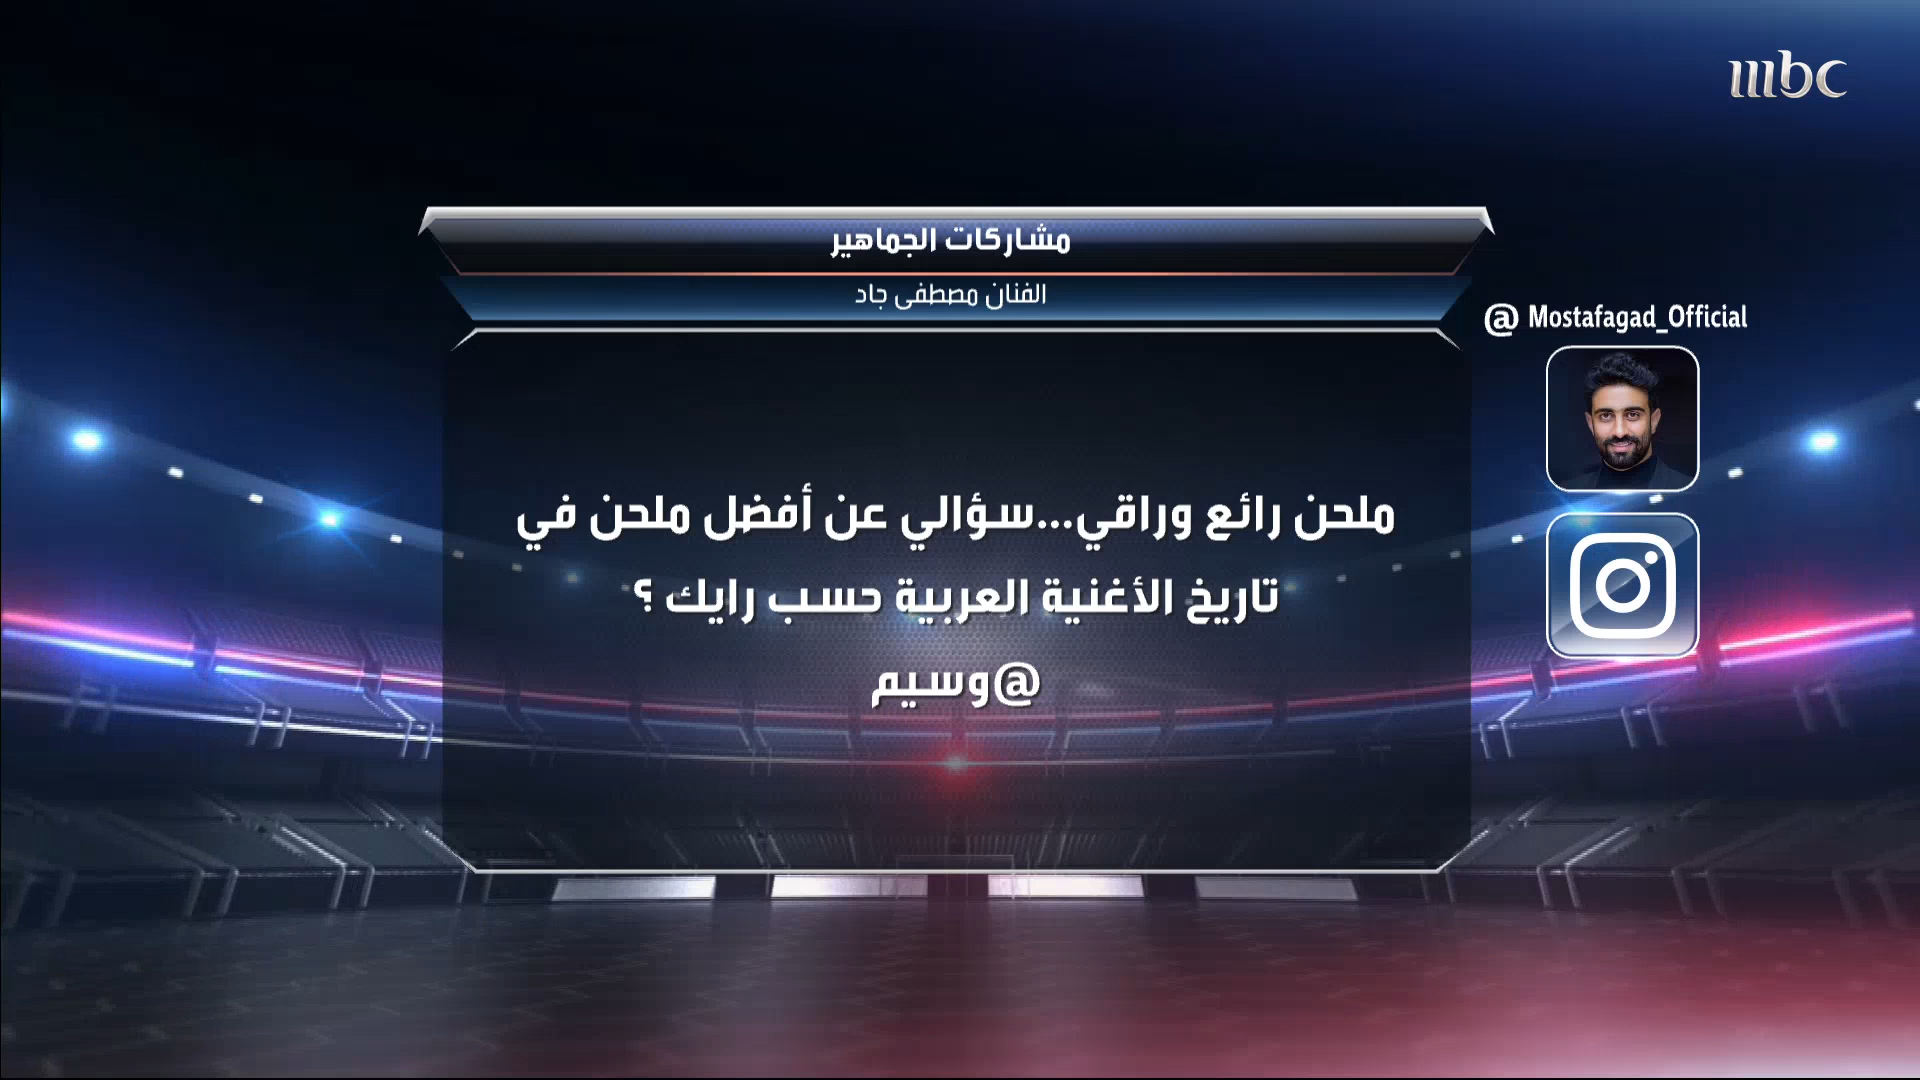 mbc
مشاركات الجماهير
الفنان مصطفى جاد
@ Mostafagad_Official
ملحن رائع وراقي...سؤالي عن أفضل ملحن في
تاريخ الأغنية العربية حسب رايك ؟
@وسيم